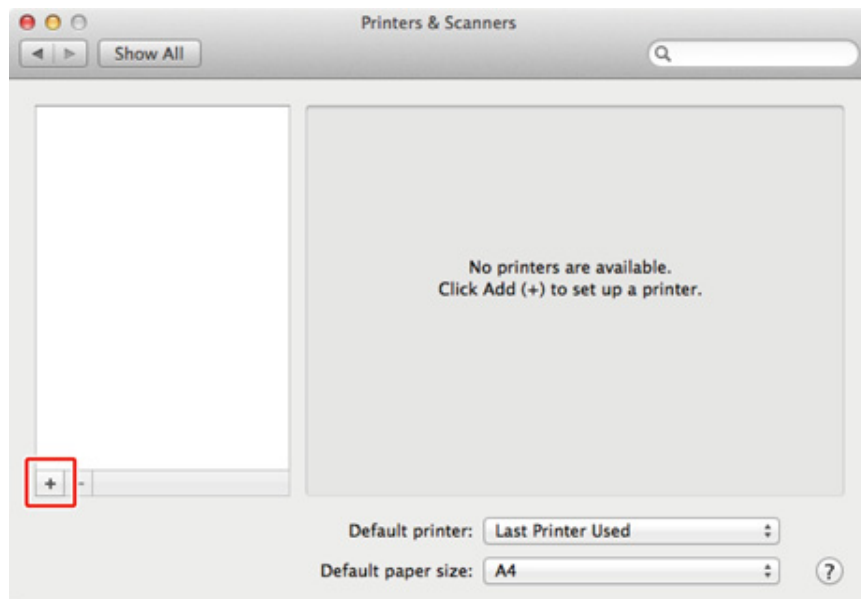 Printers & Scanners
Show All
No printers are available.
Click Add (+) to set up a printer.
+ -
Default printer: Last Printer Used
Default paper size: A4 ?